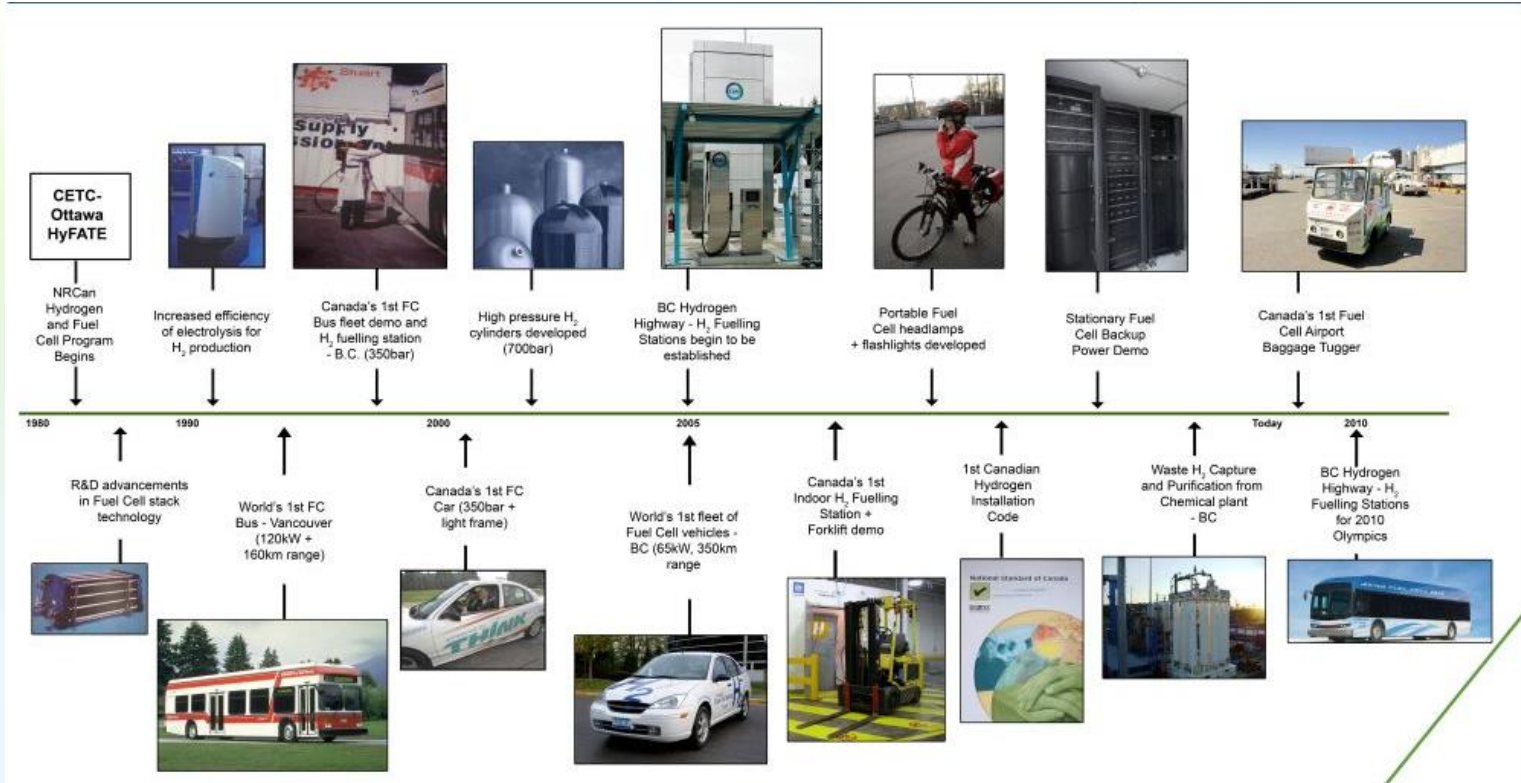 CETC-
Ottawa
HyFATE
NRCan
Hydrogen
and Fuel
Cell Program
Begins
Increased efficiency
of electrolysis for
H₂ production
Stuart
Supply
Canada's 1st FC
Bus fleet demo and
H₂ fuelling station
- B.C. (350bar)
High pressure H₂
cylinders developed
(700bar)
BC Hydrogen
Highway - H₂ Fuelling
Stations begin to be
established
Portable Fuel
Cell headlamps
+ flashlights developed
Stationary Fuel
Cell Backup
Power Demo
Canada's 1st Fuel
Cell Airport
Baggage Tugger
1980
1990
2000
2005
Today
2010
R&D advancements
in Fuel Cell stack
technology
World's 1st FC
Bus - Vancouver
(120kW +
160km range)
Canada's 1st FC
Car (350bar +
light frame)
TH!NK
World's 1st fleet of
Fuel Cell vehicles -
BC (65kW, 350km
range
Canada's 1st
Indoor H₂ Fuelling
Station +
Forklift demo
1st Canadian
Hydrogen
Installation
Code
National Standard of Canada
Waste H₂ Capture
and Purification from
Chemical plant
- BC
BC Hydrogen
Highway - H₂
Fuelling Stations
for 2010
Olympics